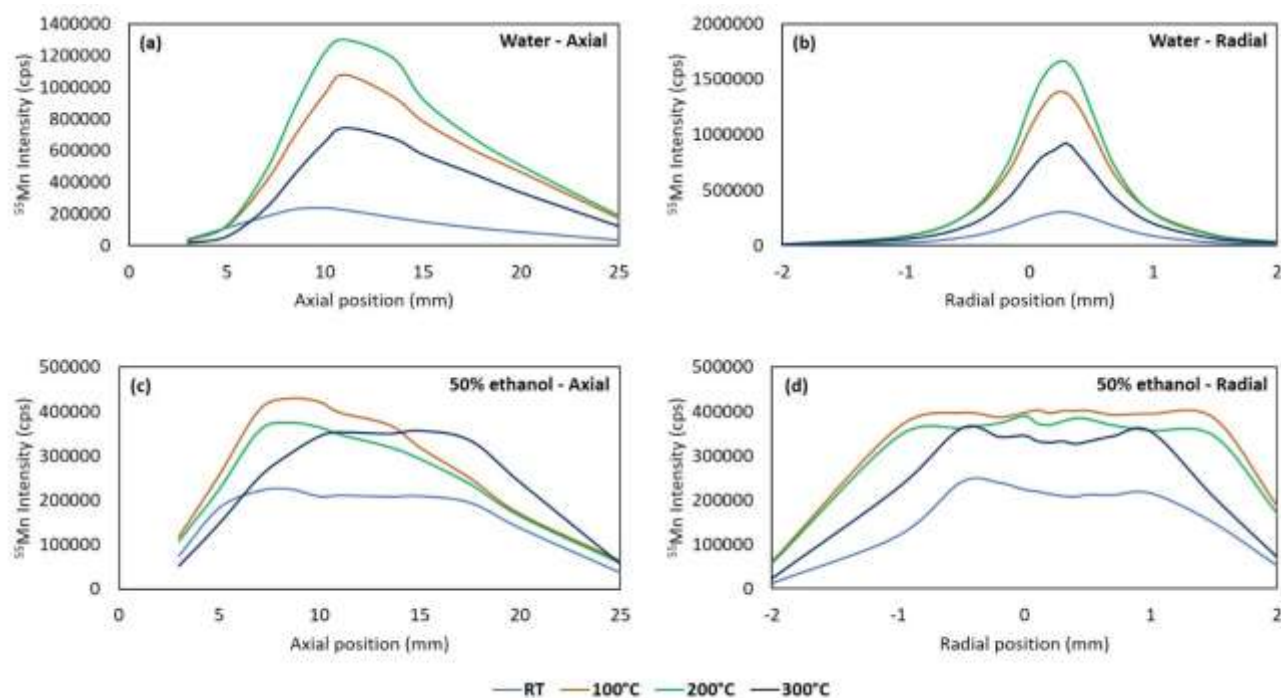 (a) Water - Axial
⁵⁵Mn Intensity (cps)
1400000
1200000
1000000
800000
600000
400000
200000
0
0 5 10 15 20 25
Axial position (mm)
(b) Water - Radial
⁵⁵Mn Intensity (cps)
2000000
1500000
1000000
500000
0
-2 -1 0 1 2
Radial position (mm)
(c) 50% ethanol - Axial
⁵⁵Mn Intensity (cps)
500000
400000
300000
200000
100000
0
0 5 10 15 20 25
Axial position (mm)
(d) 50% ethanol - Radial
⁵⁵Mn Intensity (cps)
500000
400000
300000
200000
100000
0
-2 -1 0 1 2
Radial position (mm)
RT 100°C 200°C 300°C